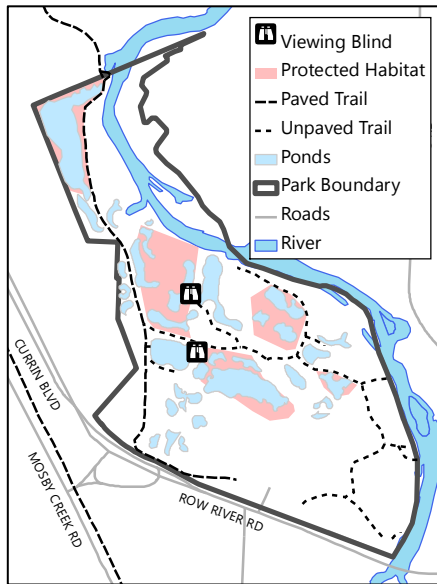 Viewing Blind
Protected Habitat
Paved Trail
Unpaved Trail
Ponds
Park Boundary
Roads
River
CURRIN BLVD
MOSBY CREEK RD
ROW RIVER RD